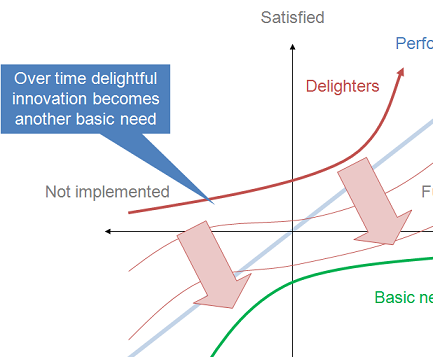 Satisfied
Perfo
Over time delightful
innovation becomes
another basic need
Delighters
Not implemented
F
Basic ne